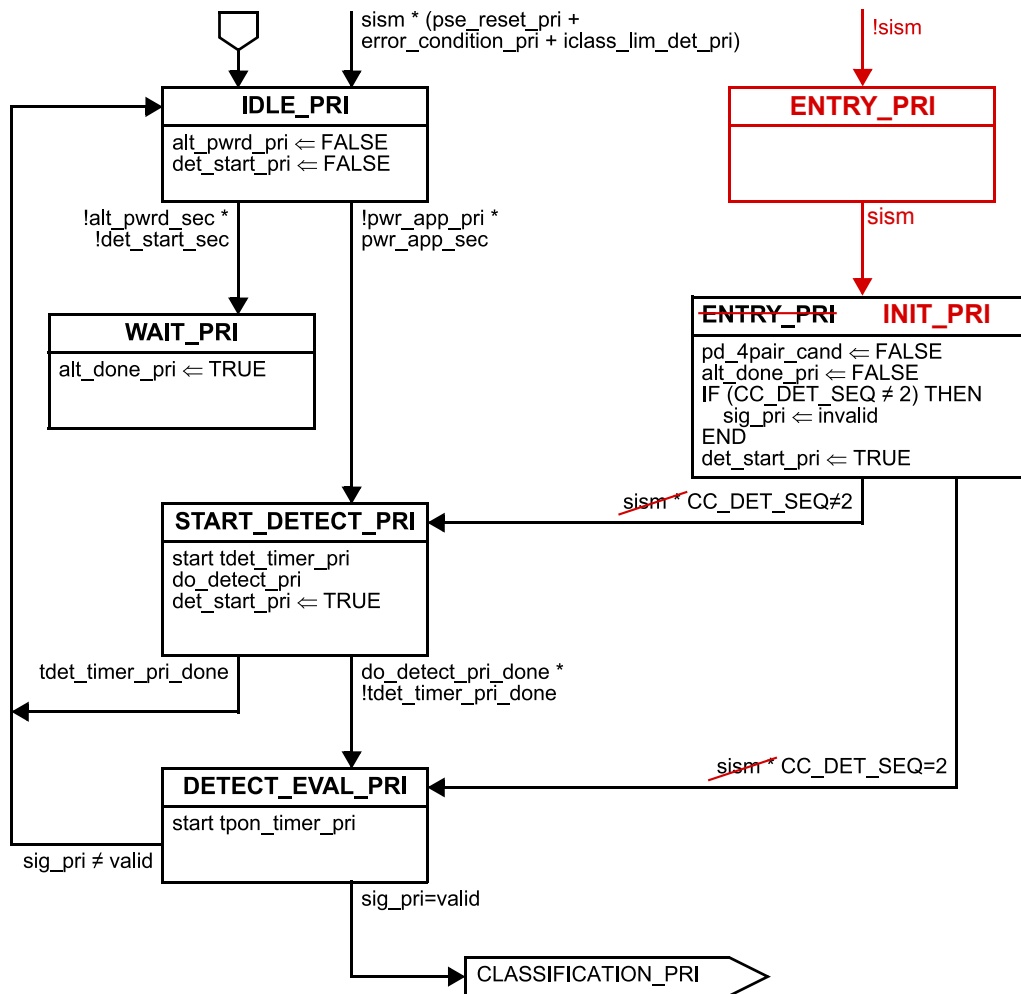 sism * (pse_reset_pri +
error_condition_pri + iclass_lim_det_pri)
!sism
IDLE_PRI
alt_pwrd_pri ⇐ FALSE
det_start_pri ⇐ FALSE
ENTRY_PRI
!alt_pwrd_sec *
!det_start_sec
!pwr_app_pri *
pwr_app_sec
sism
WAIT_PRI
alt_done_pri ⇐ TRUE
ENTRY_PRI INIT_PRI
pd_4pair_cand ⇐ FALSE
alt_done_pri ⇐ FALSE
IF (CC_DET_SEQ ≠ 2) THEN
sig_pri ⇐ invalid
END
det_start_pri ⇐ TRUE
sism * CC_DET_SEQ≠2
START_DETECT_PRI
start tdet_timer_pri
do_detect_pri
det_start_pri ⇐ TRUE
tdet_timer_pri_done
do_detect_pri_done *
!tdet_timer_pri_done
sism * CC_DET_SEQ=2
DETECT_EVAL_PRI
start tpon_timer_pri
sig_pri ≠ valid
sig_pri=valid
CLASSIFICATION_PRI